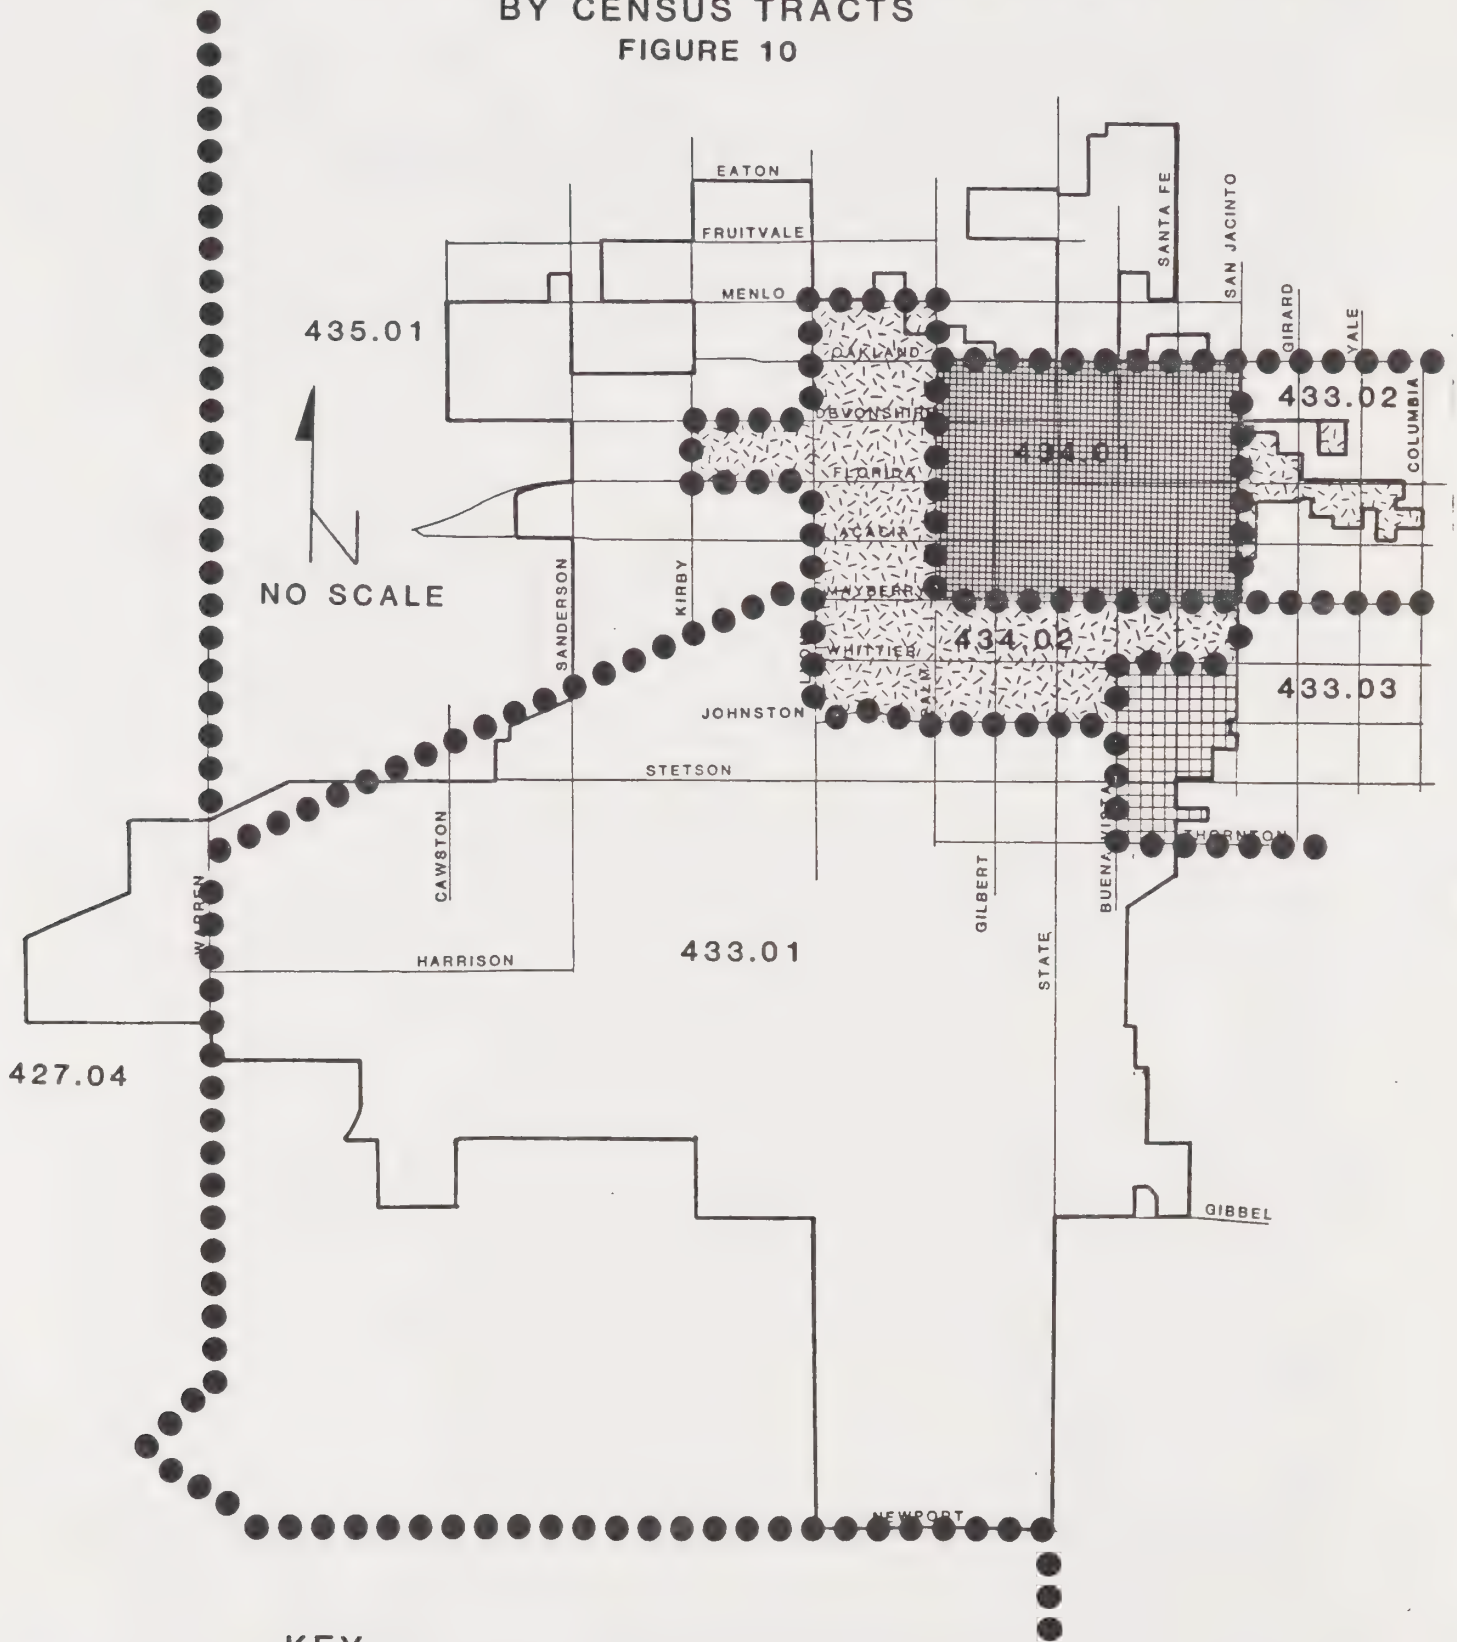 BY CENSUS TRACTS
FIGURE 10
EATON
FRUITVALE
MENLO
SANTA FE
SAN JACINTO
GIRARD
YALE
435.01
OAKLAND
433.02
COLUMBIA
DEVONSHIRE
434.01
FLORIDA
ACACIA
NO SCALE
SANDERSON
KIRBY
MAYBERRY
434.02
WHITTIER
433.03
PALM
JOHNSTON
STETSON
CAWSTON
BUENA VISTA
THORNTON
GILBERT
WARREN
STATE
HARRISON
433.01
427.04
GIBBEL
NEWPORT
KEY